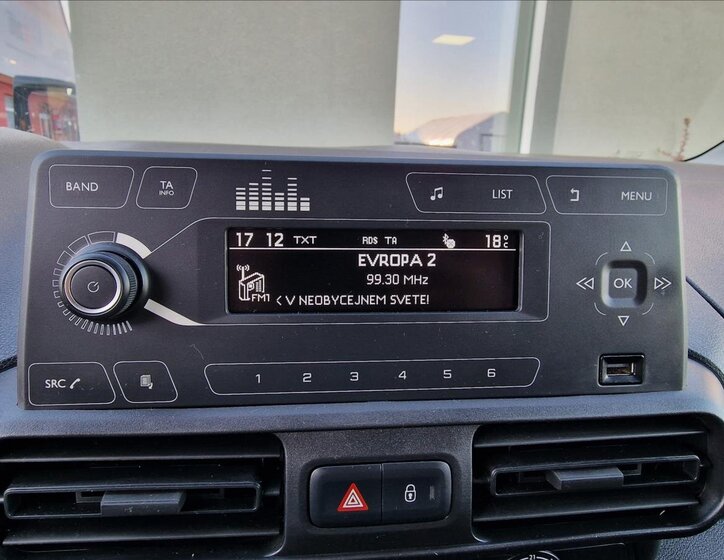 BAND
TA
INFO
LIST
MENU
17 12 TXT RDS TA 18°C
EVROPA 2
99.30 MHz
FM1 < V NEOBYCEJNEM SVETE!
OK
SRC
1 2 3 4 5 6
21